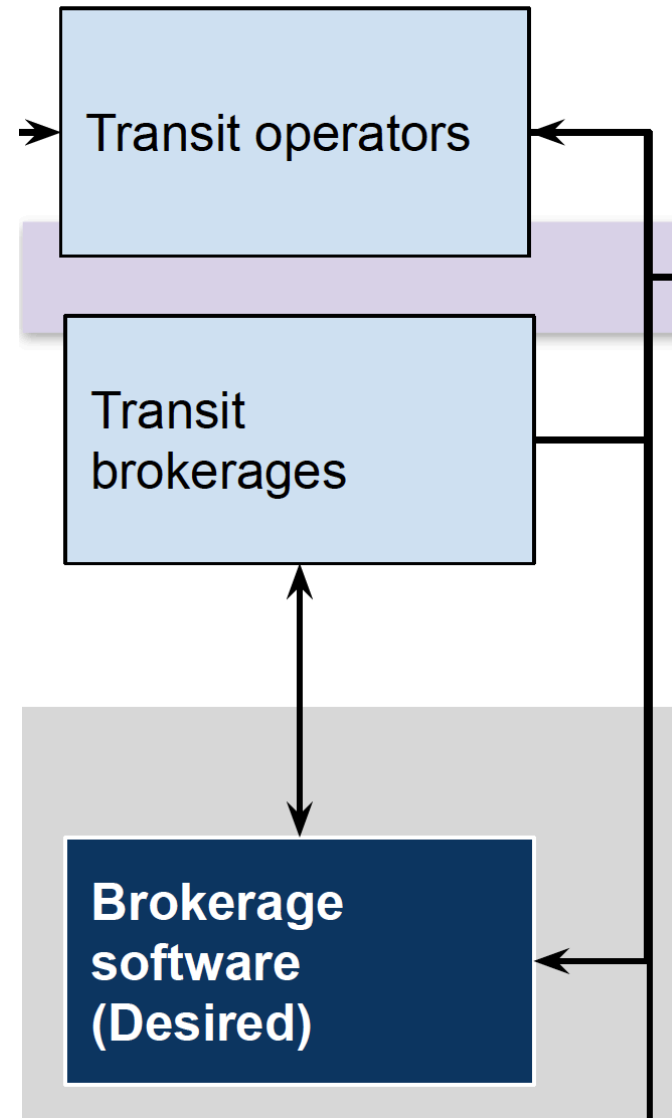 Transit operators
Transit
brokerages
Brokerage
software
(Desired)